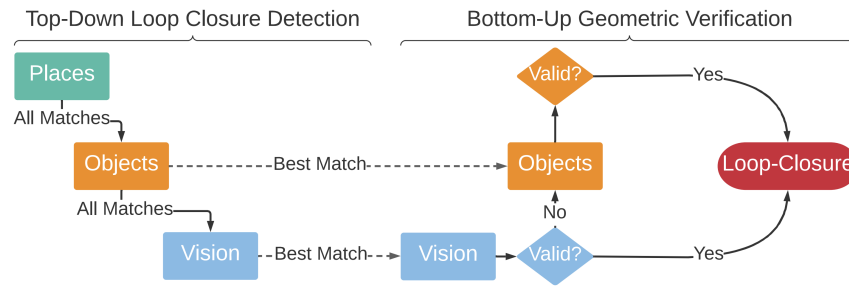 Top-Down Loop Closure Detection
Bottom-Up Geometric Verification
Places
All Matches
Objects
All Matches
Vision
Best Match
Best Match
Objects
Vision
Valid?
No
Valid?
Yes
Yes
Loop-Closure